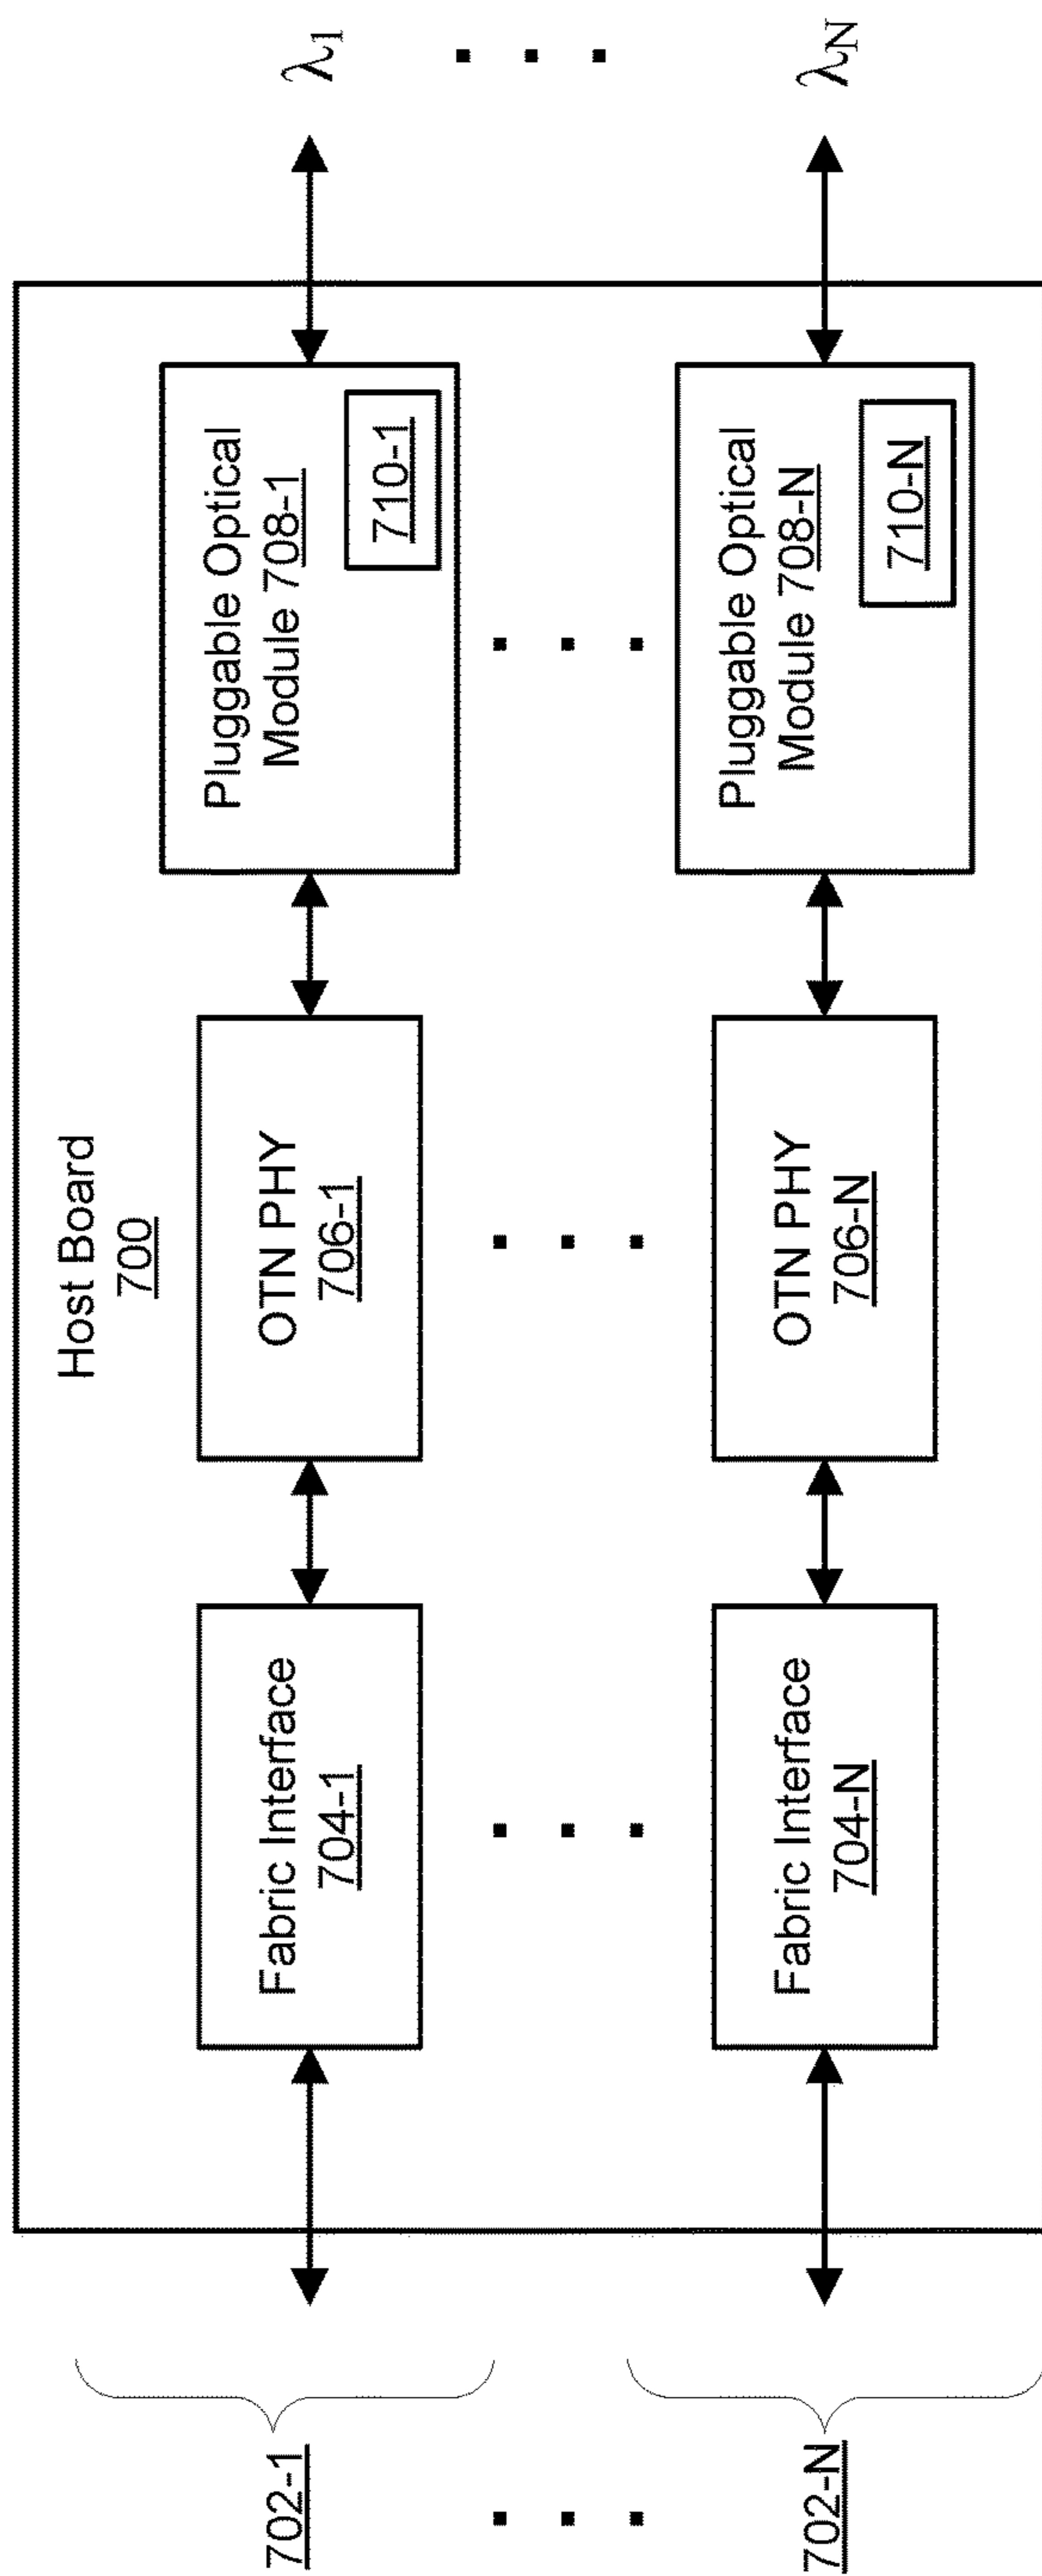 Host Board
700
702-1
Fabric Interface
704-1
OTN PHY
706-1
Pluggable Optical
Module 708-1
710-1
λ1
702-N
Fabric Interface
704-N
OTN PHY
706-N
Pluggable Optical
Module 708-N
710-N
λN